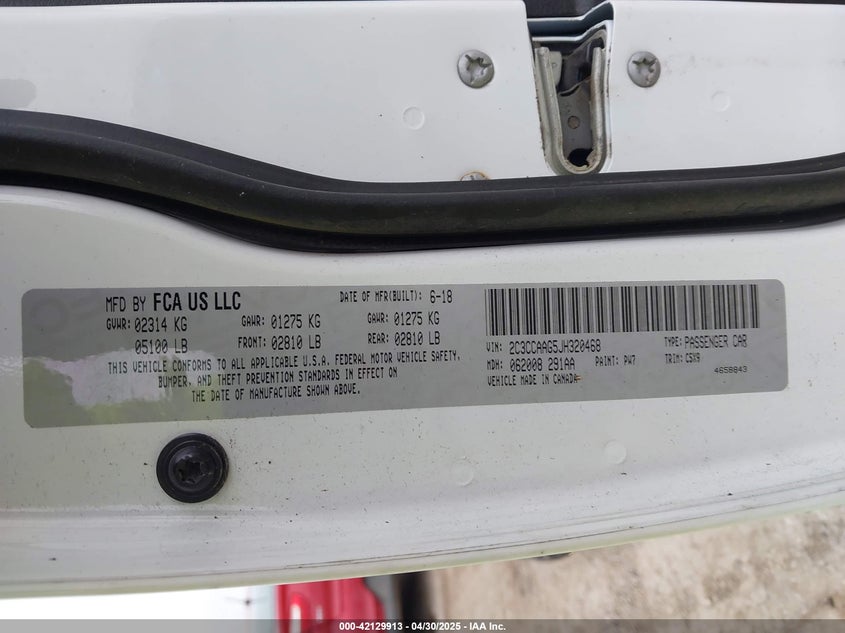 MFD BY FCA US LLC DATE OF MFR(BUILT): 6-18
GVWR: 02314 KG GAWR: 01275 KG GAWR: 01275 KG
05100 LB FRONT: 02810 LB REAR: 02810 LB
THIS VEHICLE CONFORMS TO ALL APPLICABLE U.S.A. FEDERAL MOTOR VEHICLE SAFETY,
BUMPER, AND THEFT PREVENTION STANDARDS IN EFFECT ON
THE DATE OF MANUFACTURE SHOWN ABOVE.
VIN: 2C3CCAAG5JH320468 TYPE: PASSENGER CAR
MDH: 062008 291AA PAINT: PW7 TRIM: C5X9
VEHICLE MADE IN CANADA 4658843
000-42129913 - 04/30/2025 - IAA Inc.